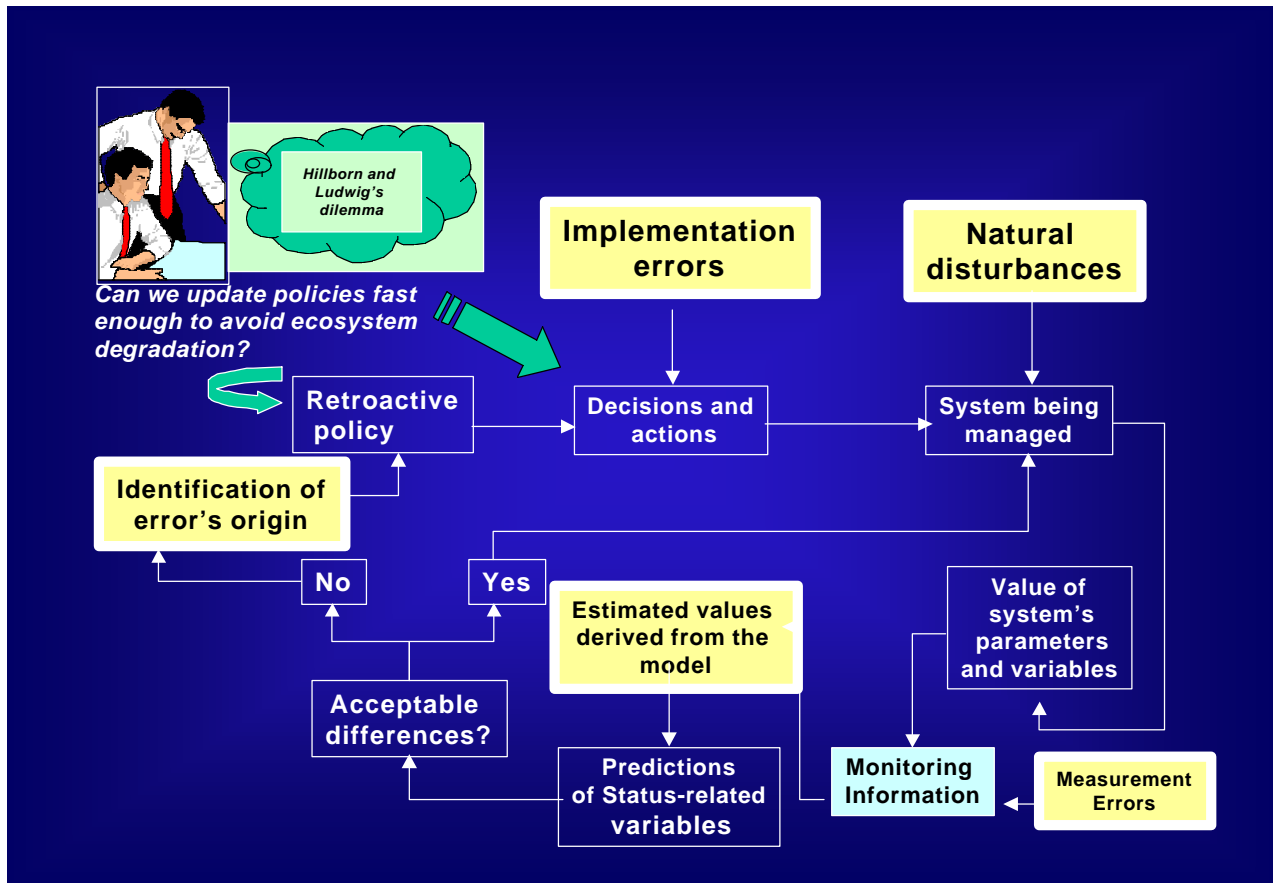 Hillborn and
Ludwig's
dilemma
Can we update policies fast
enough to avoid ecosystem
degradation?
Implementation
errors
Natural
disturbances
Retroactive
policy
Decisions and
actions
System being
managed
Identification of
error's origin
No
Yes
Estimated values
derived from the
model
Value of
system's
parameters
and variables
Acceptable
differences?
Predictions
of Status-related
variables
Monitoring
Information
Measurement
Errors